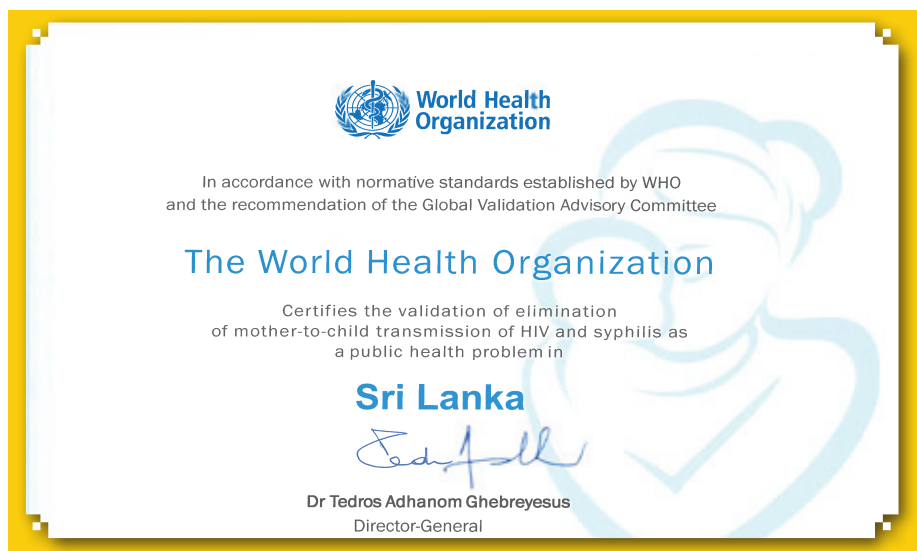 World Health
Organization
In accordance with normative standards established by WHO
and the recommendation of the Global Validation Advisory Committee
The World Health Organization
Certifies the validation of elimination
of mother-to-child transmission of HIV and syphilis as
a public health problem in
Sri Lanka
Dr Tedros Adhanom Ghebreyesus
Director-General